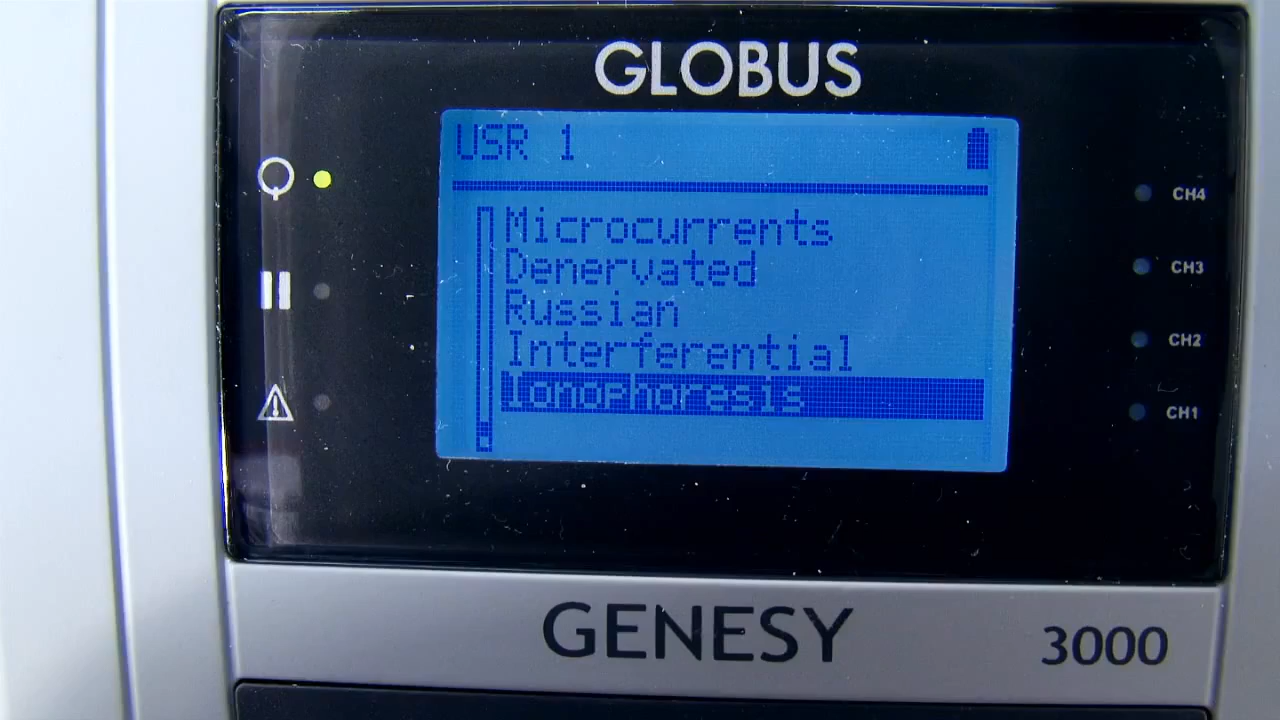 GLOBUS
USR 1
Microcurrents
Denervated
Russian
Interferential
Ionophoresis
CH4
CH3
CH2
CH1
GENESY 3000